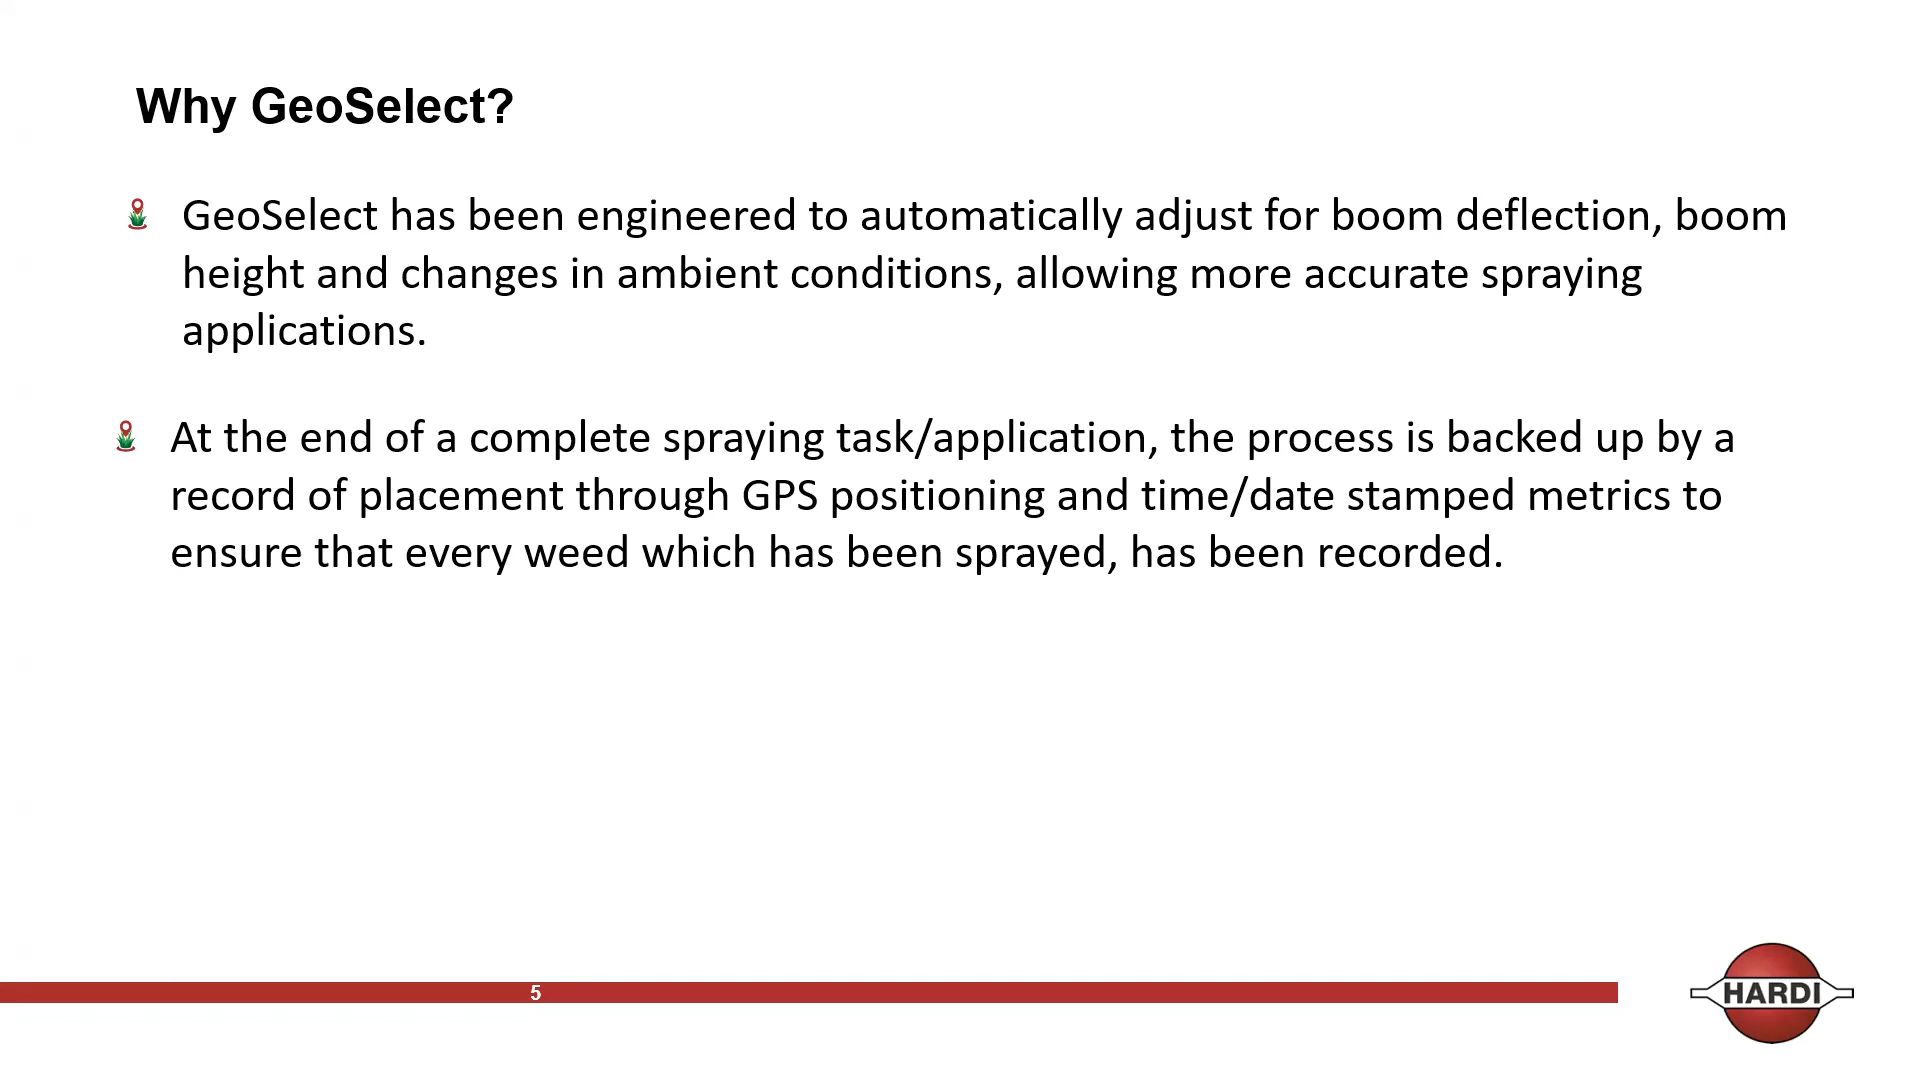 Why GeoSelect?
GeoSelect has been engineered to automatically adjust for boom deflection, boom
height and changes in ambient conditions, allowing more accurate spraying
applications.
At the end of a complete spraying task/application, the process is backed up by a
record of placement through GPS positioning and time/date stamped metrics to
ensure that every weed which has been sprayed, has been recorded.
5
HARDI